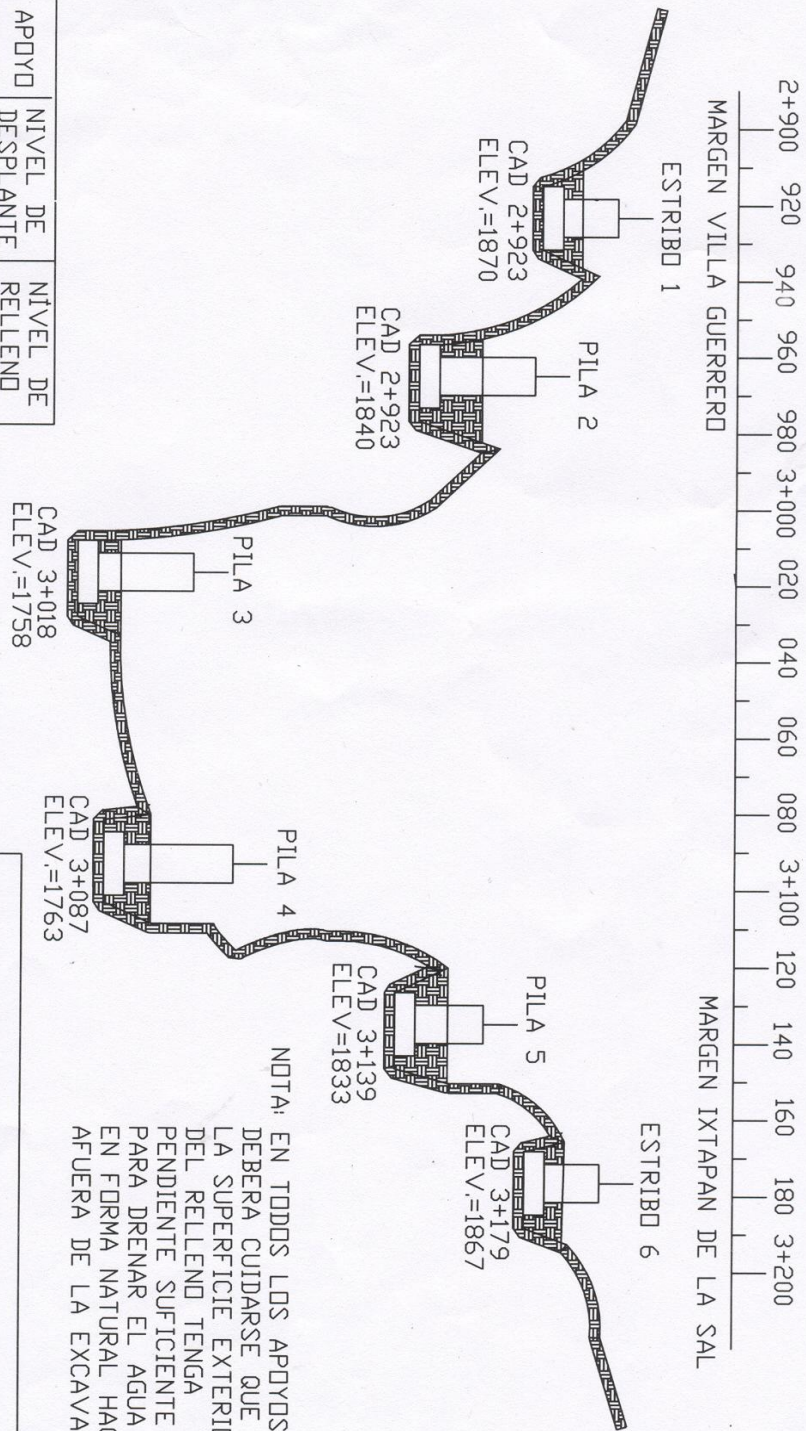 2+900 920 940 960 980 3+000 020 040 060 080 3+100 120 140 160 180 3+200
MARGEN VILLA GUERRERO
MARGEN IXTAPAN DE LA SAL
ESTRIBO 1
CAD 2+923
ELEV.=1870
PILA 2
CAD 2+923
ELEV.=1840
PILA 3
CAD 3+018
ELEV.=1758
PILA 4
CAD 3+087
ELEV.=1763
PILA 5
CAD 3+139
ELEV=1833
ESTRIBO 6
CAD 3+179
ELEV.=1867
NOTA: EN TODOS LOS APOYOS
DEBERA CUIDARSE QUE
LA SUPERFICIE
DEL RELLENO TENGA
PENDIENTE SUFICIENTE
PARA DRENAR EL AGUA
EN FORMA NATURAL
AFUERA DE LA
APOYO
NIVEL DE
DESPLANTE
NIVEL DE
RELLENO